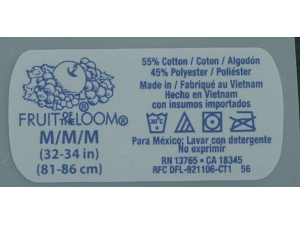 FRUIT OF THE LOOM®
M/M/M
(32-34 in)
(81-86 cm)
55% Cotton / Coton / Algodón
45% Polyester / Poliéster
Made in / Fabriqué au Vietnam
Hecho en Vietnam
con insumos importados
Para México: Lavar con detergente
No exprimir
RN 13765 • CA 18345
RFC DFL-921106-CT1 56